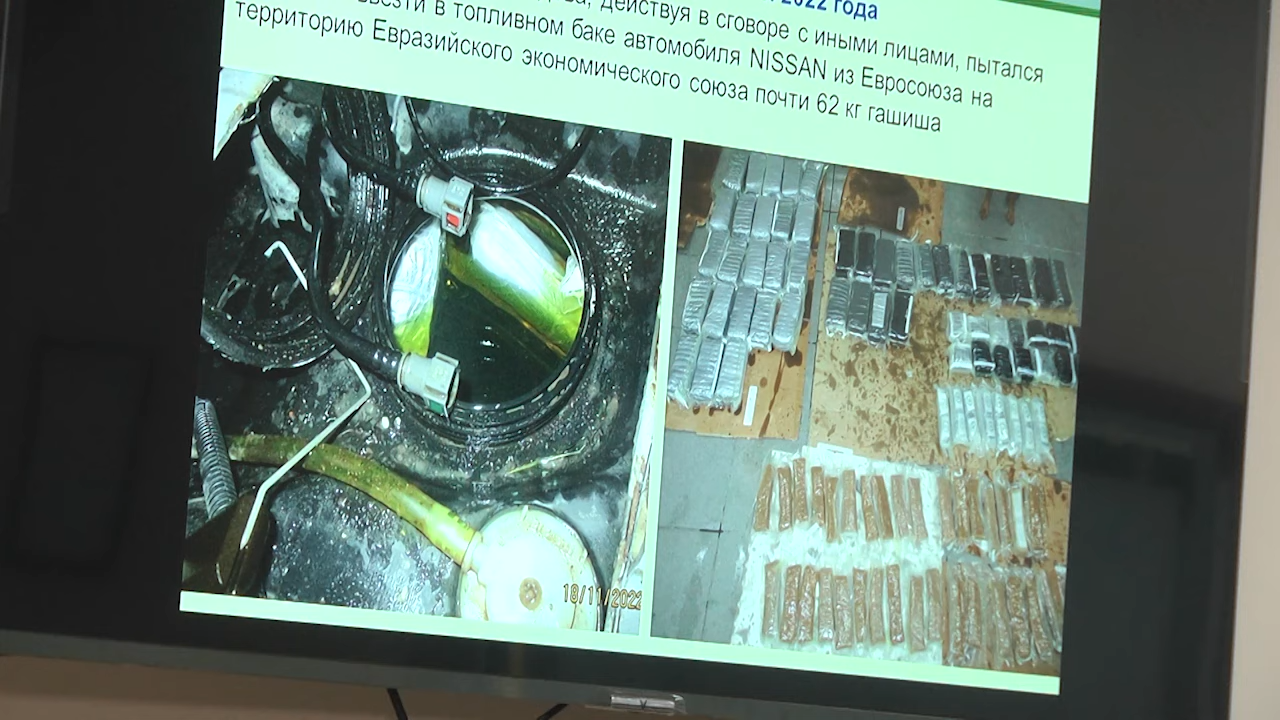 2022 года
действуя в сговоре с иными лицами, пытался
ввезти в топливном баке автомобиля NISSAN из Евросоюза на
территорию Евразийского экономического союза почти 62 кг гашиша
18/11/2022